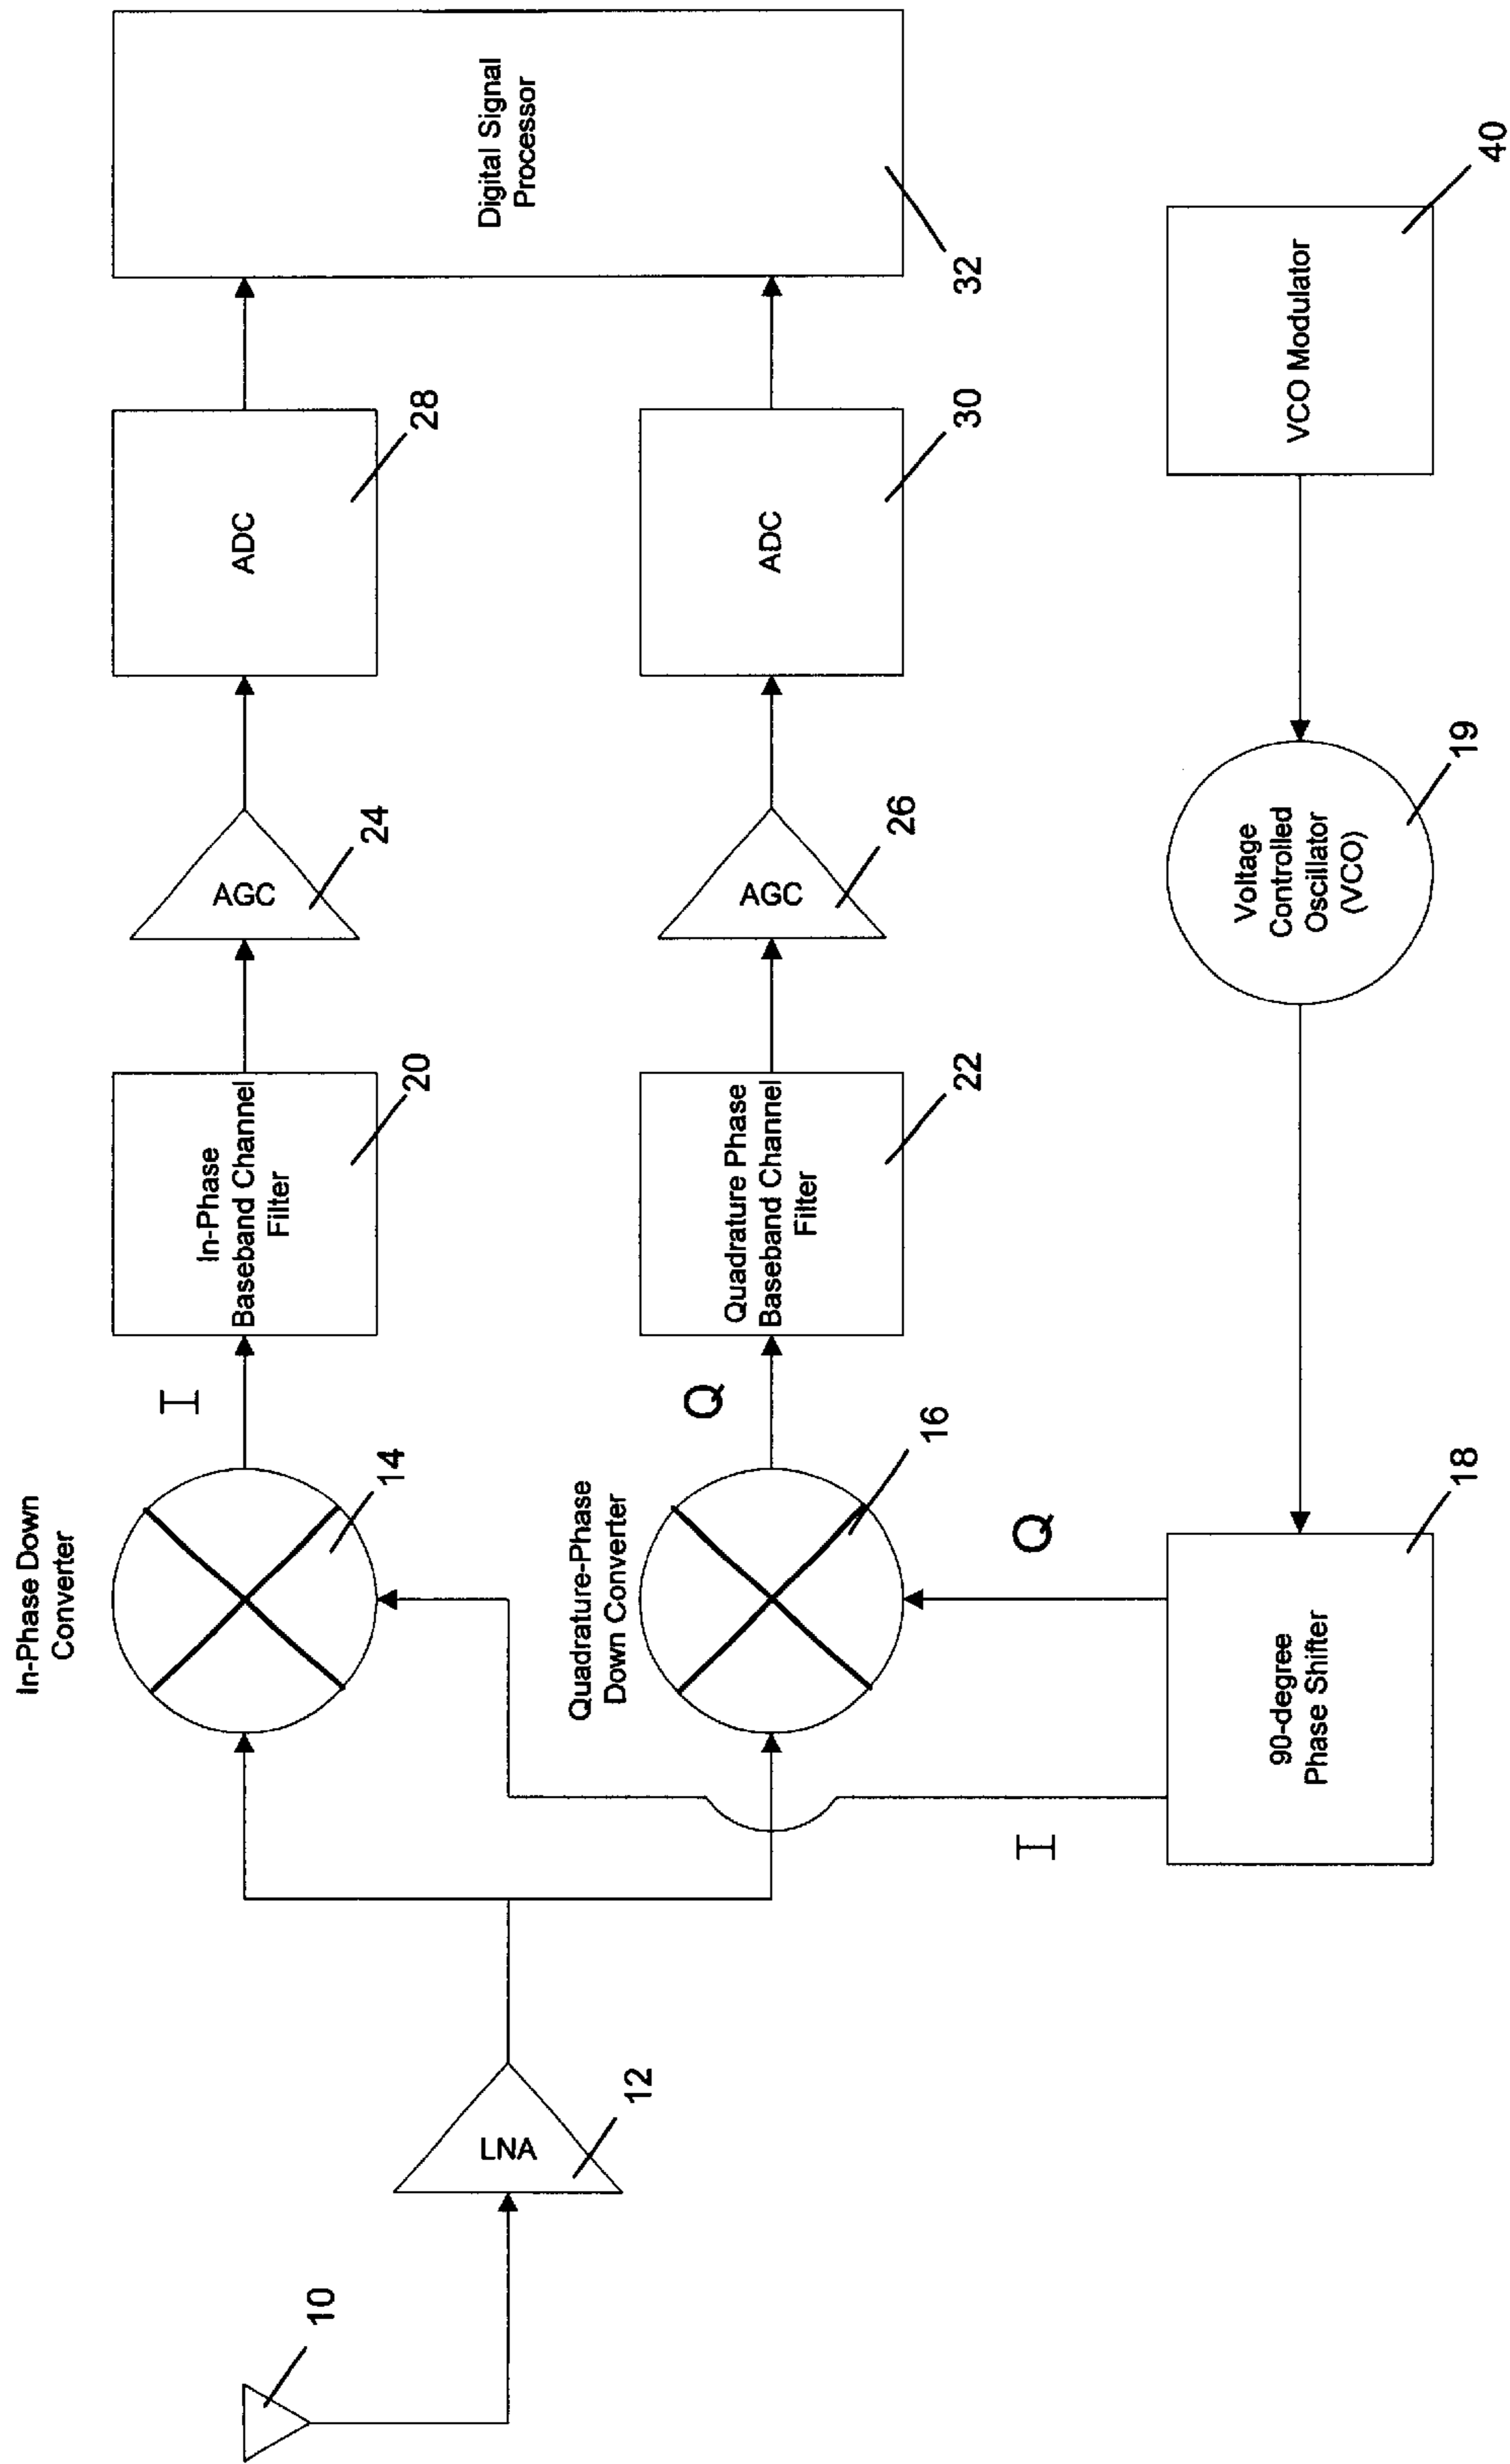 In-Phase Down
Converter
14
I
In-Phase
Baseband Channel
Filter
20
AGC
24
ADC
28
Digital Signal
Processor
32
10
LNA
12
Quadrature-Phase
Down Converter
16
Q
Quadrature Phase
Baseband Channel
Filter
22
AGC
26
ADC
30
I
Q
90-degree
Phase Shifter
18
Voltage
Controlled
Oscillator
(VCO)
19
VCO Modulator
40